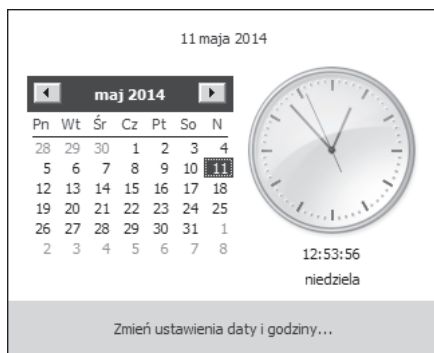 11 maja 2014
maj 2014
Pn Wt Śr Cz Pt So N
28 29 30 1 2 3 4
5 6 7 8 9 10 11
12 13 14 15 16 17 18
19 20 21 22 23 24 25
26 27 28 29 30 31 1
2 3 4 5 6 7 8
12:53:56
niedziela
Zmień ustawienia daty i godziny...